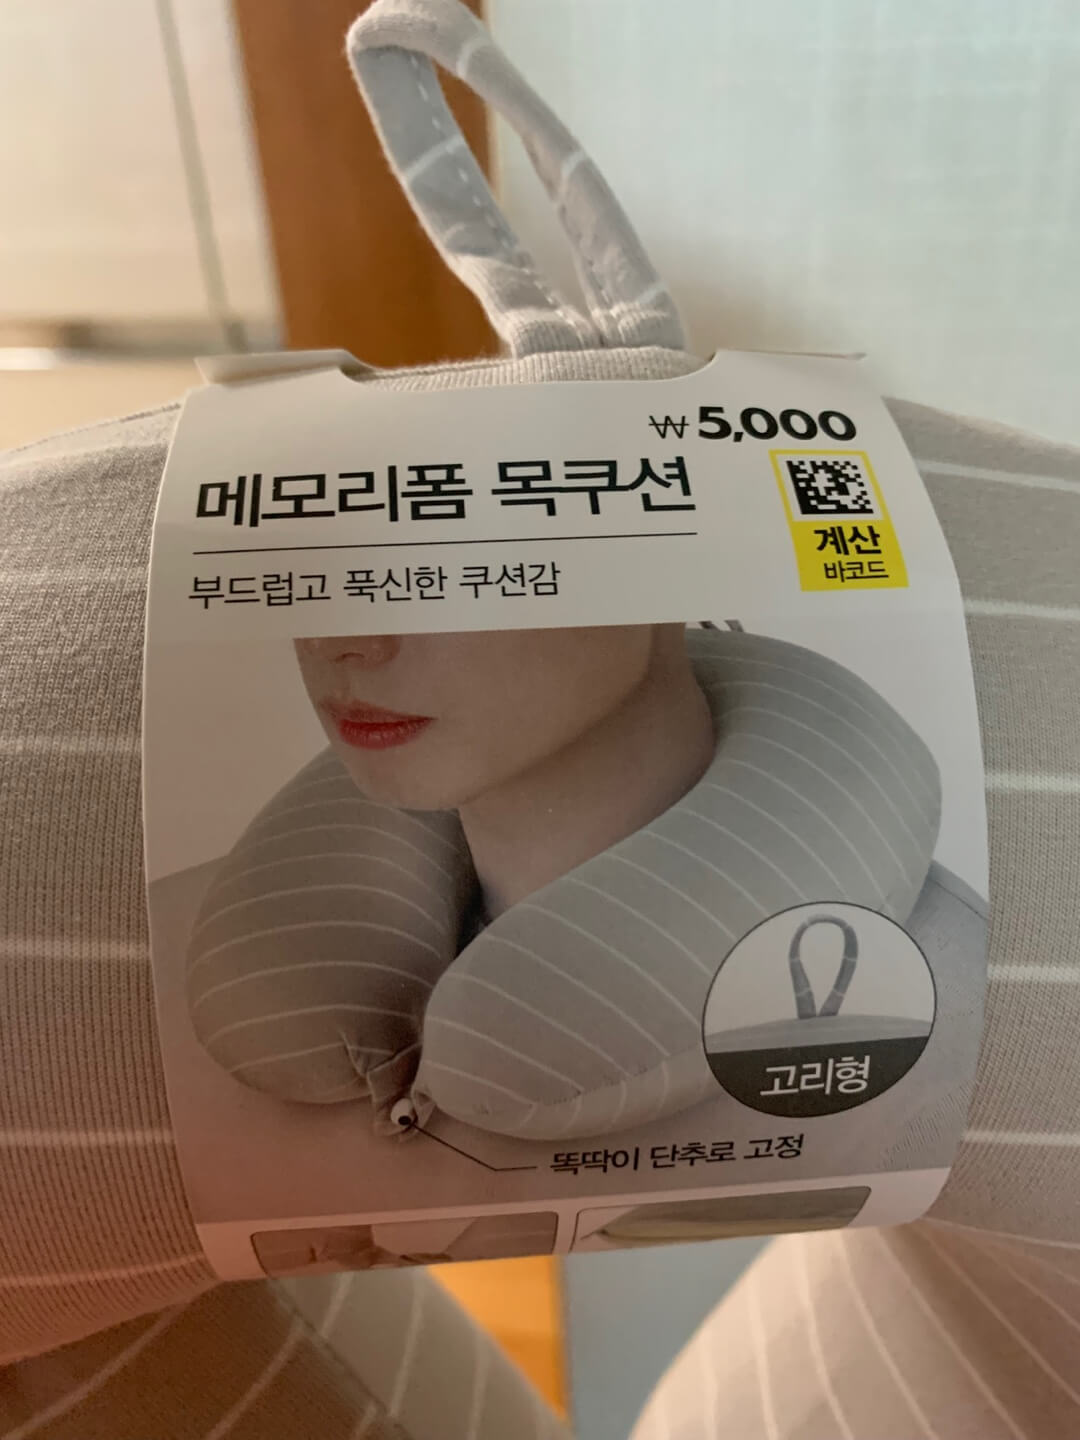 ₩5,000
메모리폼 목쿠션
계산
바코드
부드럽고 푹신한 쿠션감
고리형
똑딱이 단추로 고정